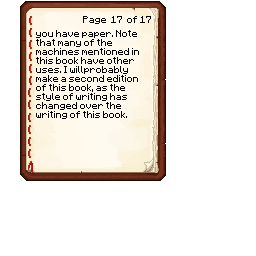 Page 17 of 17
you have paper. Note
that many of the
machines mentioned in
this book have other
uses. I willprobably
make a second edition
of this book, as the
style of writing has
changed over the
writing of this book.